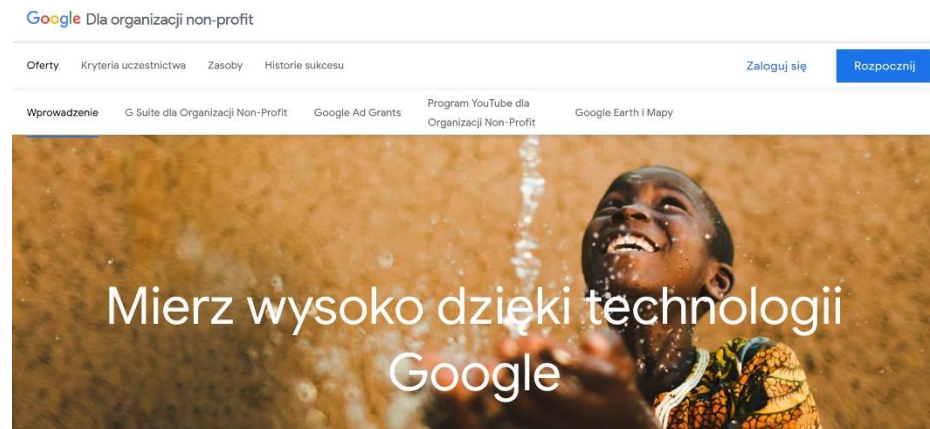 Google Dla organizacji non-profit
Oferty Kryteria uczestnictwa Zasoby Historie sukcesu Zaloguj się Rozpocznij
Wprowadzenie G Suite dla Organizacji Non-Profit Google Ad Grants Program YouTube dla Organizacji Non-Profit Google Earth i Mapy
Mierz wysoko dzięki technologii
Google